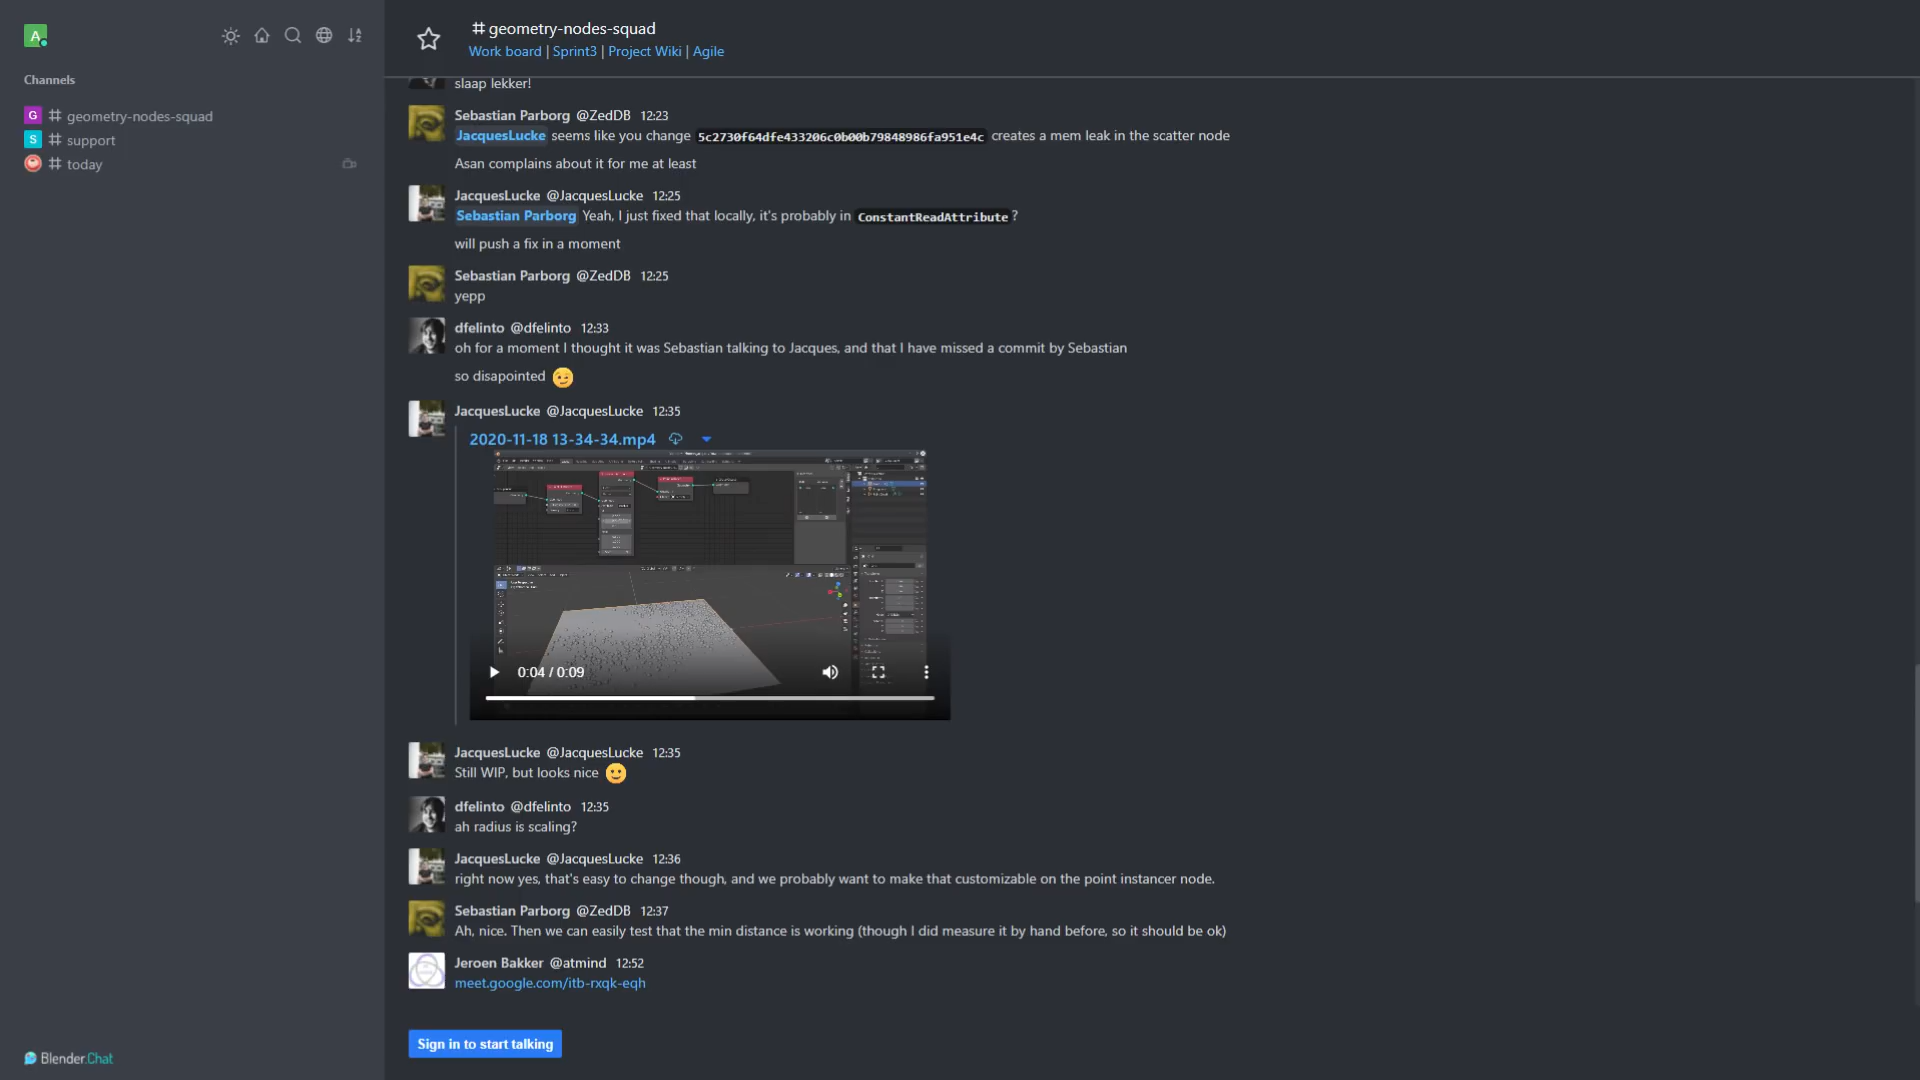 A
# geometry-nodes-squad
Work board | Sprint3 | Project Wiki | Agile
Channels
G # geometry-nodes-squad
S # support
# today
slaap lekker!
Sebastian Parborg @ZedDB 12:23
JacquesLucke seems like you change 5c2730f64dfe433206c0b00b79848986fa951e4c creates a mem leak in the scatter node
Asan complains about it for me at least
JacquesLucke @JacquesLucke 12:25
Sebastian Parborg Yeah, I just fixed that locally, it's probably in ConstantReadAttribute ?
will push a fix in a moment
Sebastian Parborg @ZedDB 12:25
yepp
dfelinto @dfelinto 12:33
oh for a moment I thought it was Sebastian talking to Jacques, and that I have missed a commit by Sebastian
so disapointed
JacquesLucke @JacquesLucke 12:35
2020-11-18 13-34-34.mp4
0:04 / 0:09
JacquesLucke @JacquesLucke 12:35
Still WIP, but looks nice
dfelinto @dfelinto 12:35
ah radius is scaling?
JacquesLucke @JacquesLucke 12:36
right now yes, that's easy to change though, and we probably want to make that customizable on the point instancer node.
Sebastian Parborg @ZedDB 12:37
Ah, nice. Then we can easily test that the min distance is working (though I did measure it by hand before, so it should be ok)
Jeroen Bakker @atmind 12:52
meet.google.com/itb-rxqk-eqh
Sign in to start talking
Blender.Chat